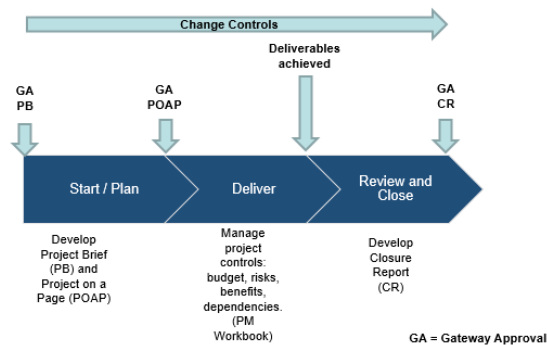 Change Controls
Deliverables
achieved
GA
PB
GA
POAP
GA
CR
Start / Plan
Deliver
Review and
Close
Develop
Project Brief
(PB) and
Project on a
Page (POAP)
Manage
project
controls:
budget, risks,
benefits,
dependencies.
(PM
Workbook)
Develop
Closure
Report
(CR)
GA = Gateway Approval